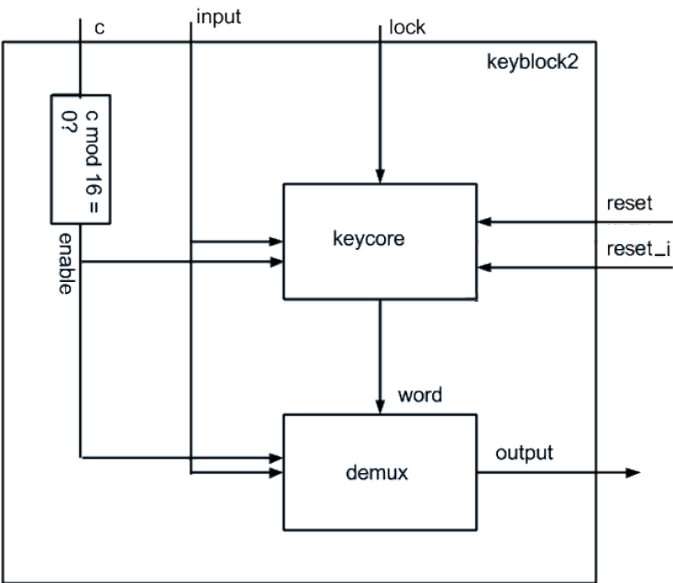 c
input
lock
keyblock2
c mod 16 =
0?
reset
keycore
reset_i
enable
word
output
demux